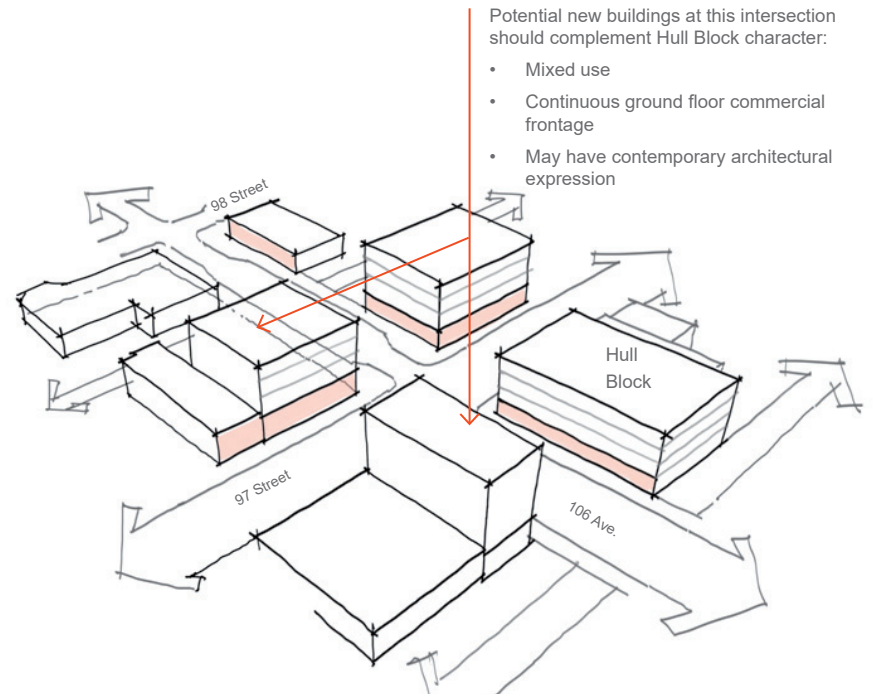 Potential new buildings at this intersection
should complement Hull Block character:
• Mixed use
• Continuous ground floor commercial
frontage
• May have contemporary architectural
expression
98 Street
Hull
Block
97 Street
106 Ave.